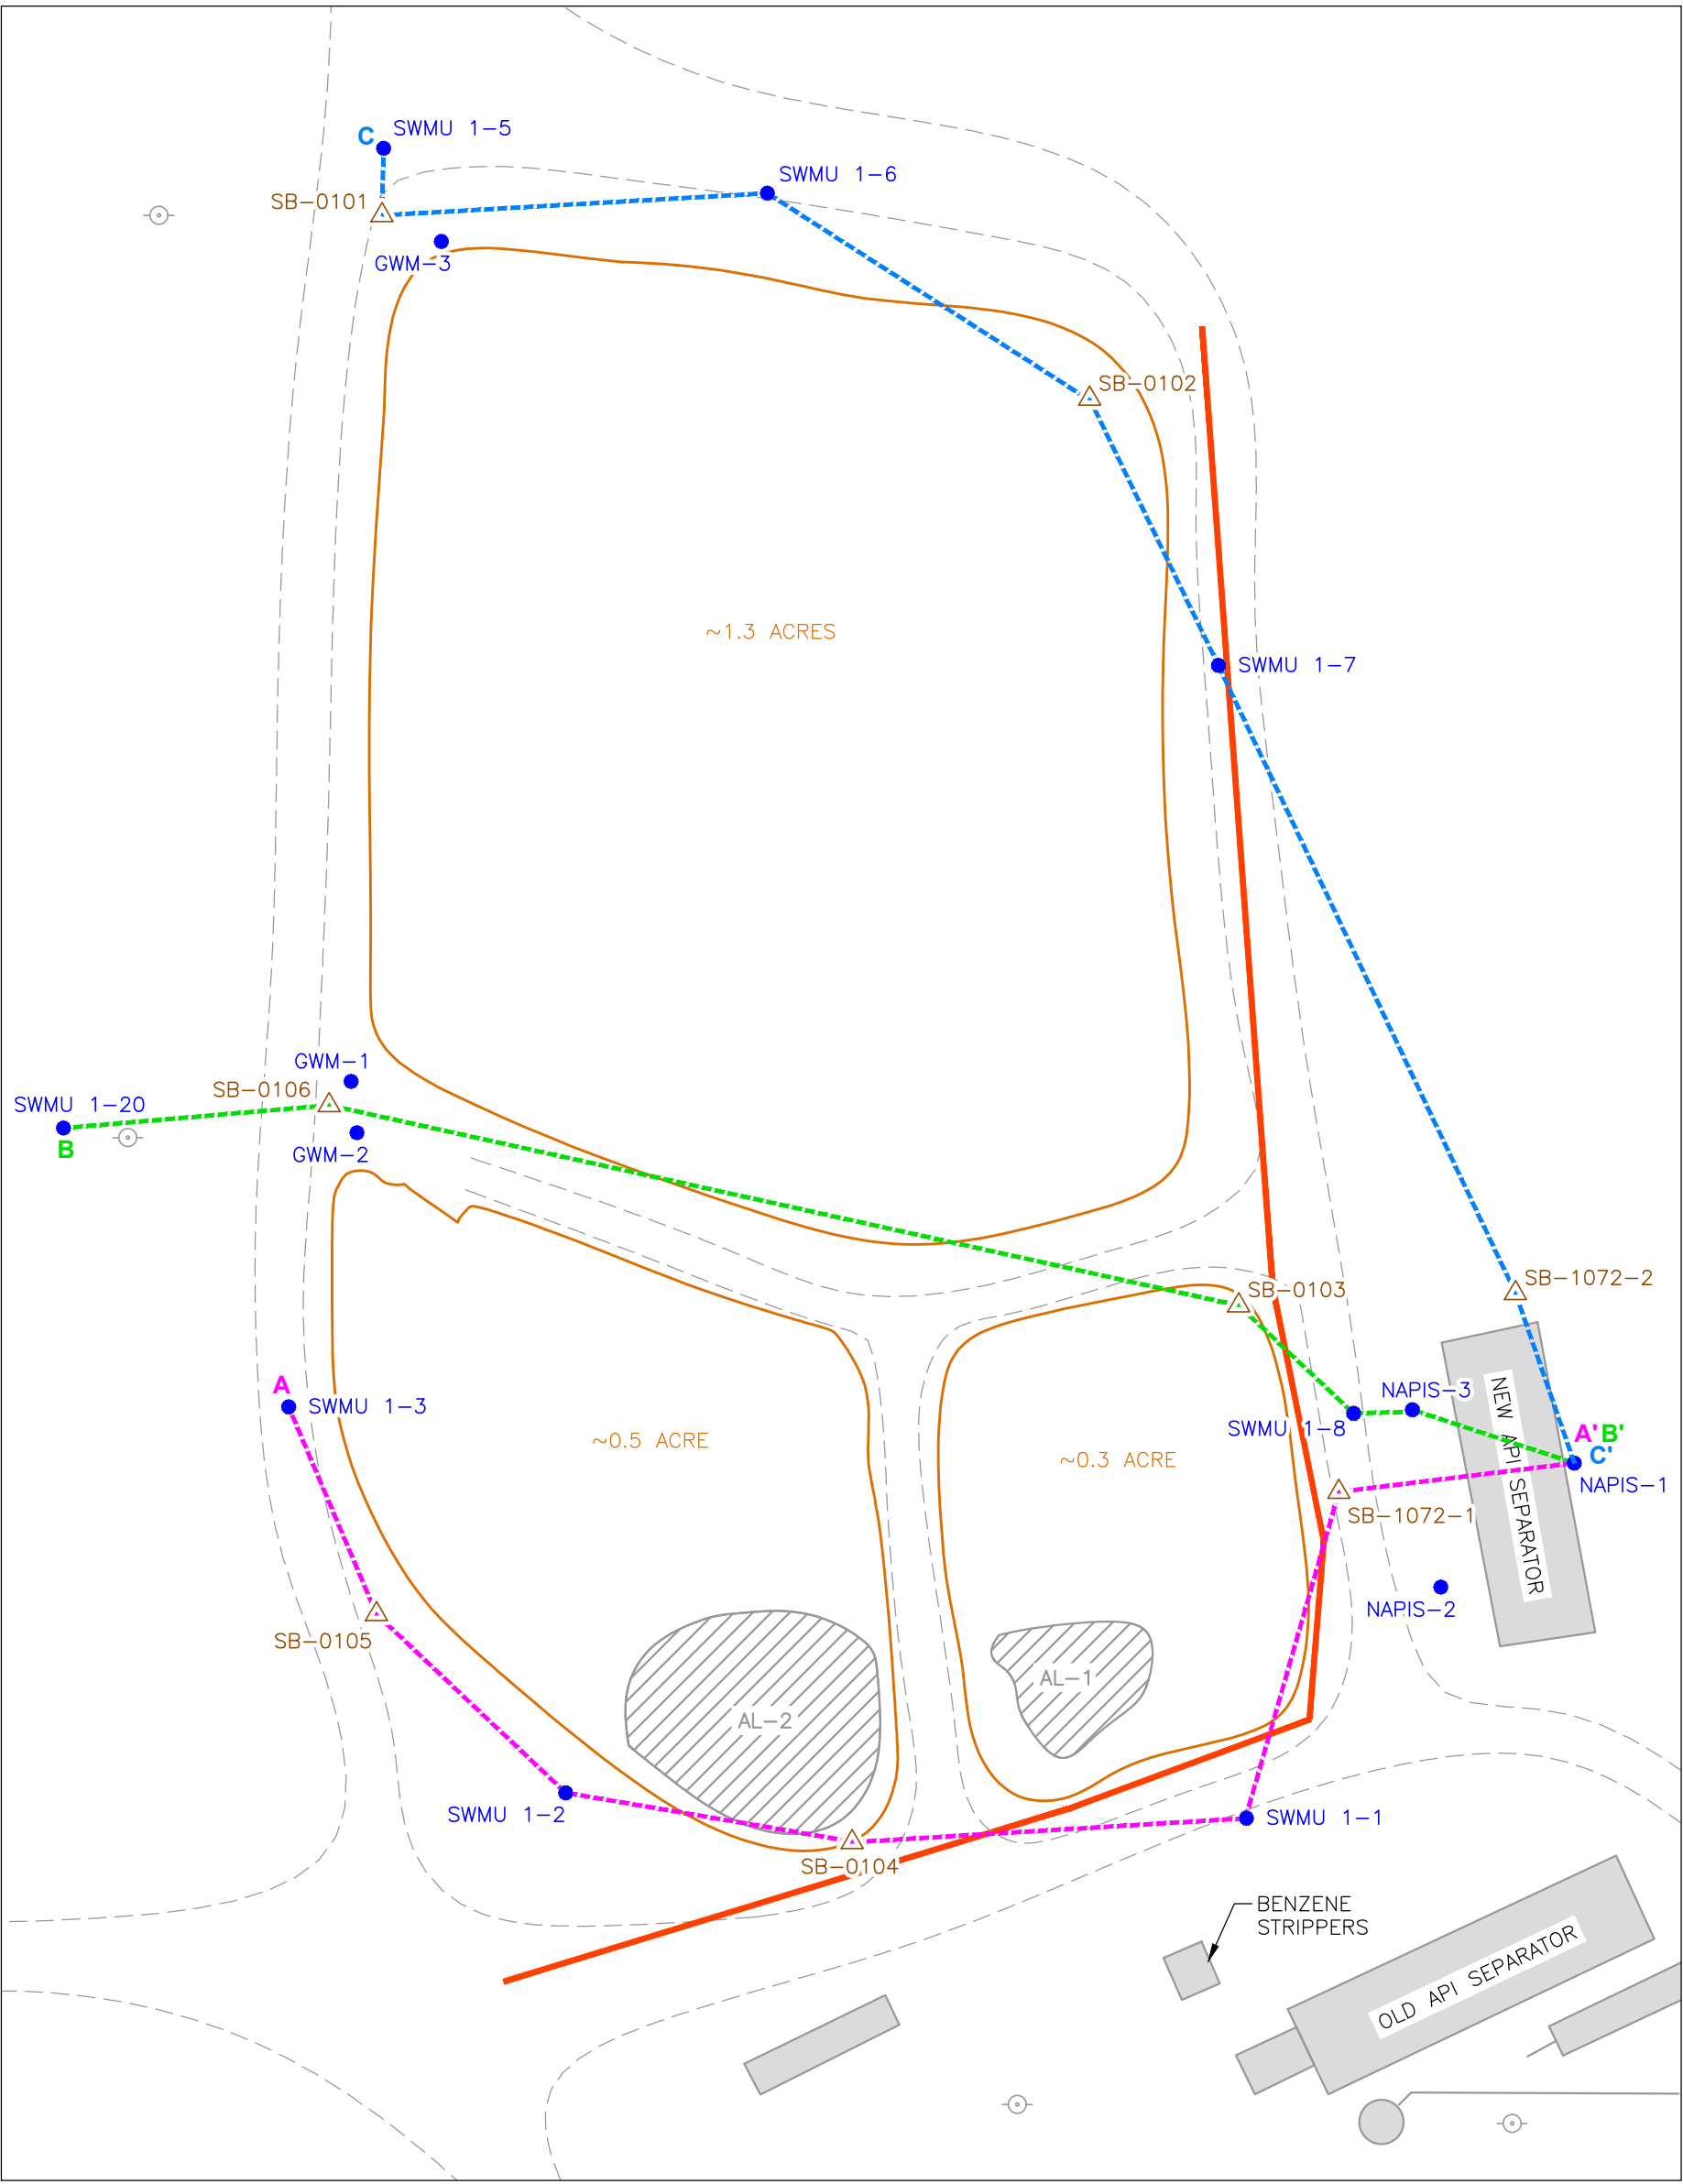 C
SWMU 1-5
SWMU 1-6
SB-0101
GWM-3
SB-0102
~1.3 ACRES
SWMU 1-7
GWM-1
SB-0106
SWMU 1-20
B
GWM-2
SB-1072-2
SB-0103
A
SWMU 1-3
NAPIS-3
SWMU 1-8
A'B'
C'
~0.5 ACRE
~0.3 ACRE
NEW API SEPARATOR
NAPIS-1
SB-1072-1
NAPIS-2
SB-0105
AL-1
AL-2
SWMU 1-2
SWMU 1-1
SB-0104
BENZENE
STRIPPERS
OLD API SEPARATOR